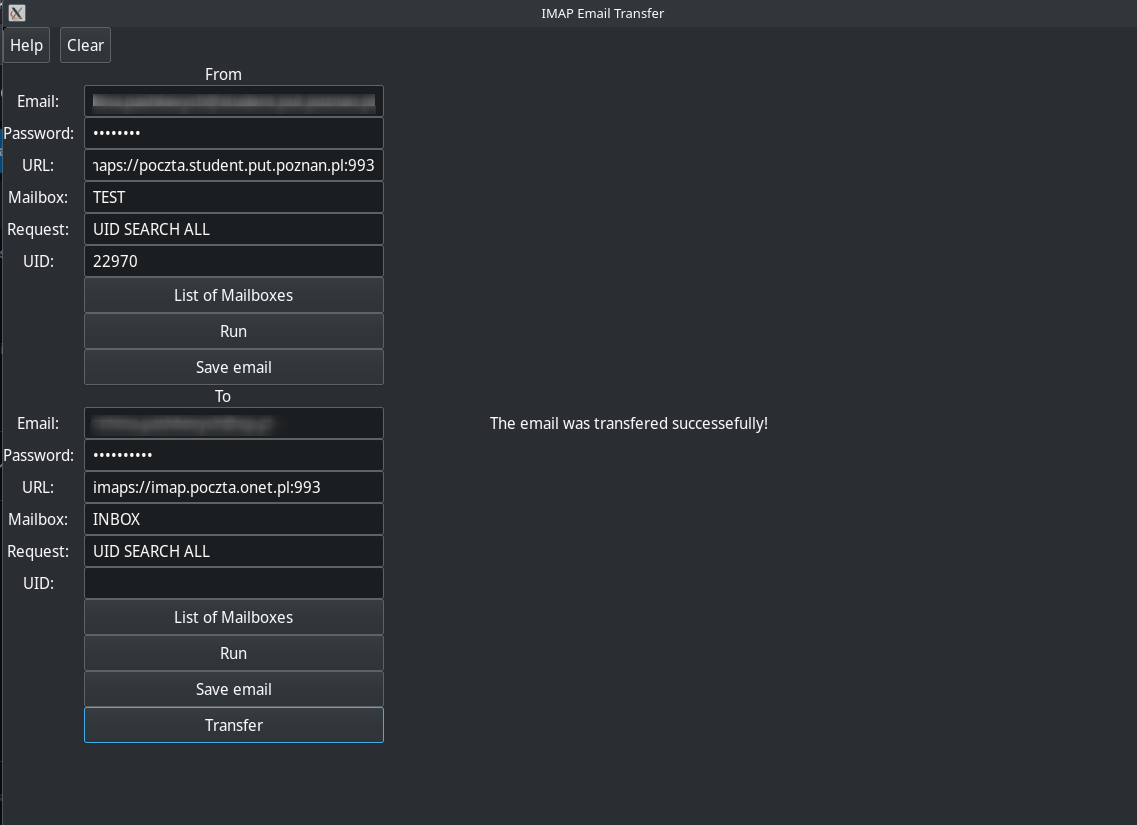 IMAP Email Transfer
Help Clear
From
Email:
Password: ••••••••
URL: naps://poczta.student.put.poznan.pl:993
Mailbox: TEST
Request: UID SEARCH ALL
UID: 22970
List of Mailboxes
Run
Save email
To
Email: The email was transfered successefully!
Password: ••••••••••
URL: imaps://imap.poczta.onet.pl:993
Mailbox: INBOX
Request: UID SEARCH ALL
UID:
List of Mailboxes
Run
Save email
Transfer